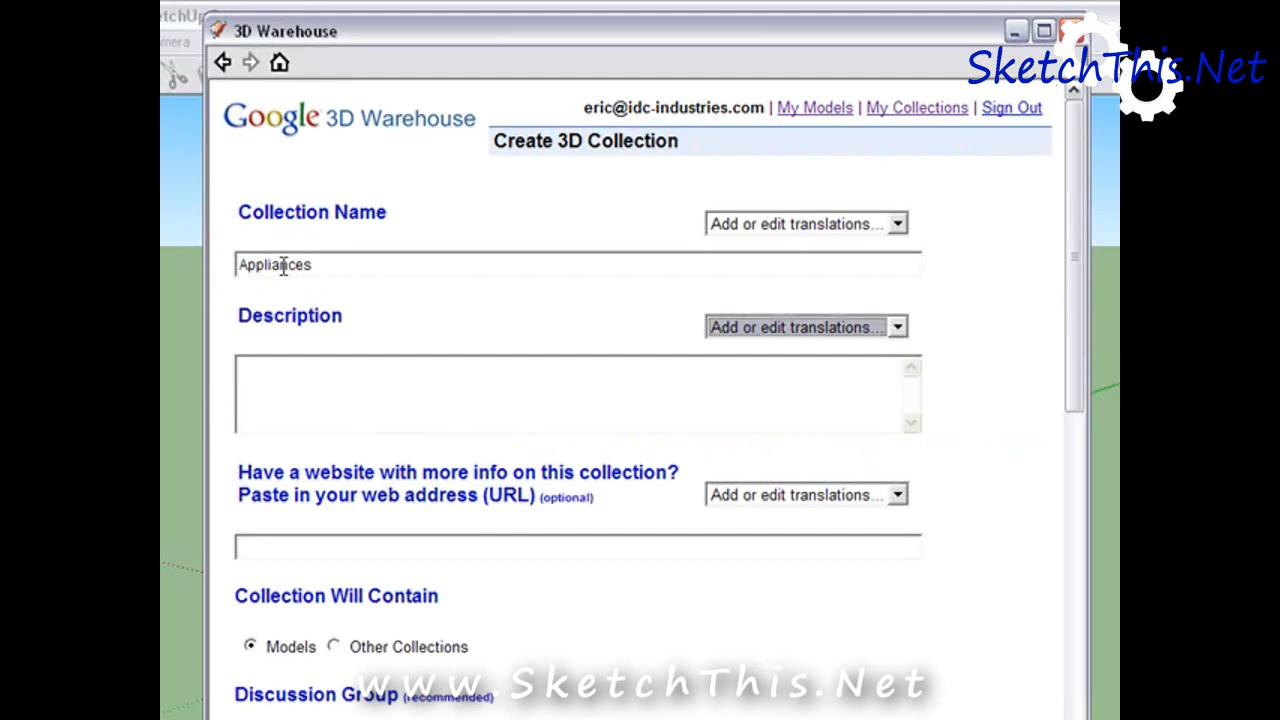 3D Warehouse
SketchThis.Net
eric@idc-industries.com | My Models | My Collections | Sign Out
Google 3D Warehouse
Create 3D Collection
Collection Name
Add or edit translations...
Appliances
Description
Add or edit translations...
Have a website with more info on this collection?
Paste in your web address (URL) (optional)
Add or edit translations...
Collection Will Contain
Models
Other Collections
www.SketchThis.Net
Discussion Group (recommended)